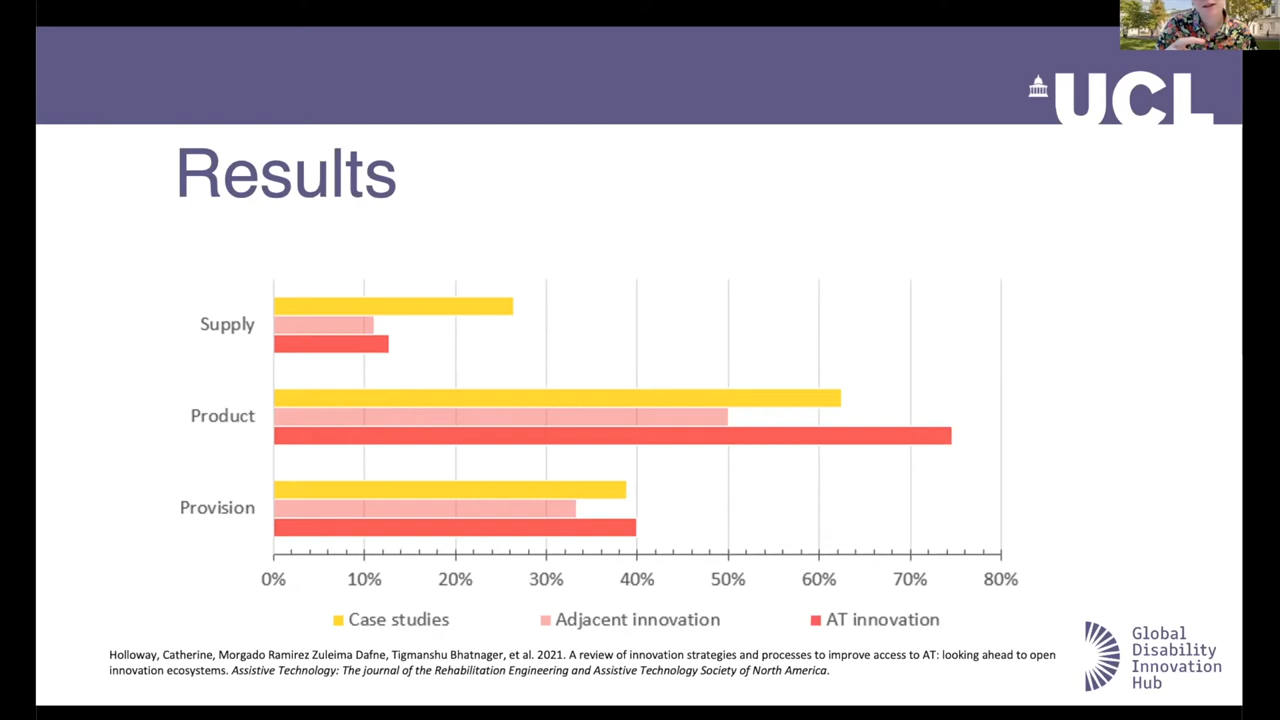 UCL
Results
Supply
Product
Provision
0% 10% 20% 30% 40% 50% 60% 70% 80%
Case studies Adjacent innovation AT innovation
Holloway, Catherine, Morgado Ramirez Zuleima Dafne, Tigmanshu Bhatnager, et al. 2021. A review of innovation strategies and processes to improve access to AT: looking ahead to open
innovation ecosystems. Assistive Technology: The journal of the Rehabilitation Engineering and Assistive Technology Society of North America.
Global
Disability
Innovation
Hub